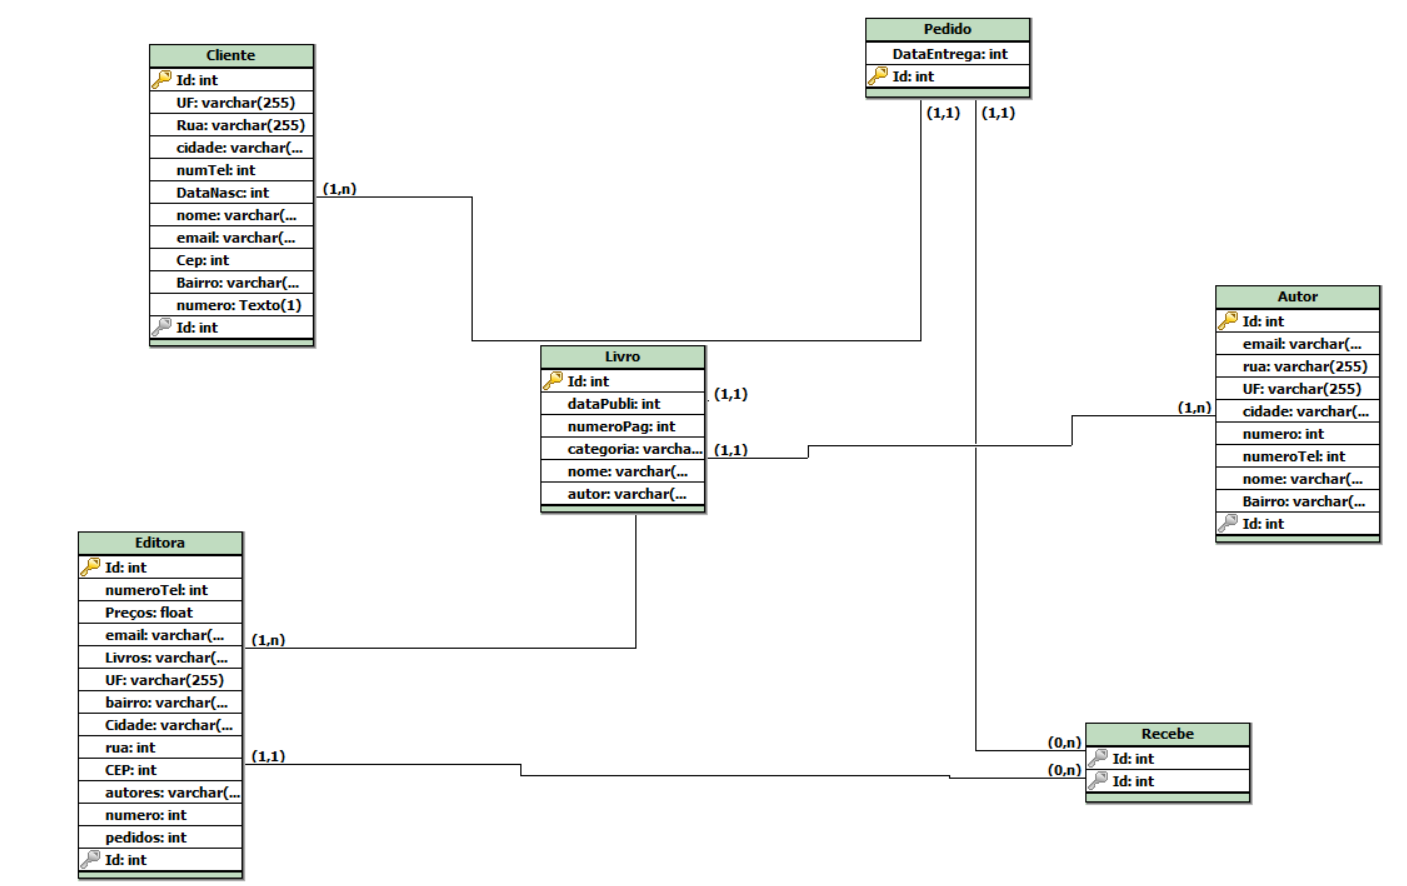 Cliente
Id: int
UF: varchar(255)
Rua: varchar(255)
cidade: varchar(...
numTel: int
DataNasc: int
nome: varchar(...
email: varchar(...
Cep: int
Bairro: varchar(...
numero: Texto(1)
Id: int
(1,n)
Pedido
DataEntrega: int
Id: int
(1,1)
(1,1)
Livro
Id: int
dataPubli: int
numeroPag: int
categoria: varcha...
nome: varchar(...
autor: varchar(...
(1,1)
(1,1)
Autor
Id: int
email: varchar(...
rua: varchar(255)
UF: varchar(255)
cidade: varchar(...
numero: int
numeroTel: int
nome: varchar(...
Bairro: varchar(...
Id: int
(1,n)
Editora
Id: int
numeroTel: int
Preços: float
email: varchar(...
Livros: varchar(...
UF: varchar(255)
bairro: varchar(...
Cidade: varchar(...
rua: int
CEP: int
autores: varchar(...
numero: int
pedidos: int
Id: int
(1,n)
(1,1)
Recebe
Id: int
Id: int
(0,n)
(0,n)